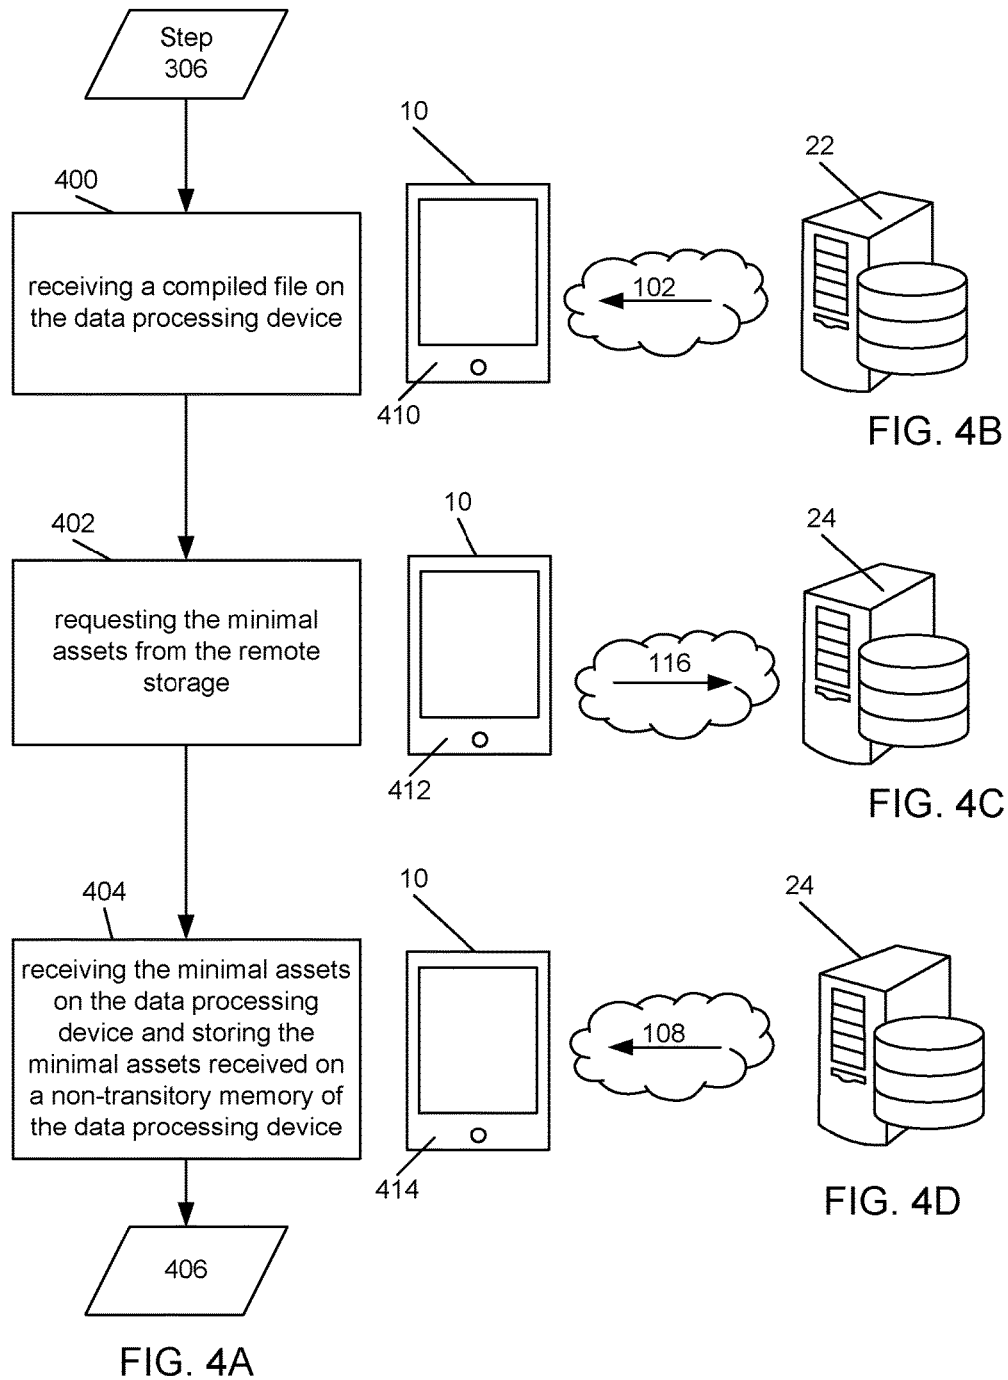 Step
306
400
receiving a compiled file on
the data processing device
10
22
102
410
FIG. 4B
402
requesting the minimal
assets from the remote
storage
10
24
116
412
FIG. 4C
404
receiving the minimal assets
on the data processing
device and storing the
minimal assets received on
a non-transitory memory of
the data processing device
10
24
108
414
FIG. 4D
406
FIG. 4A